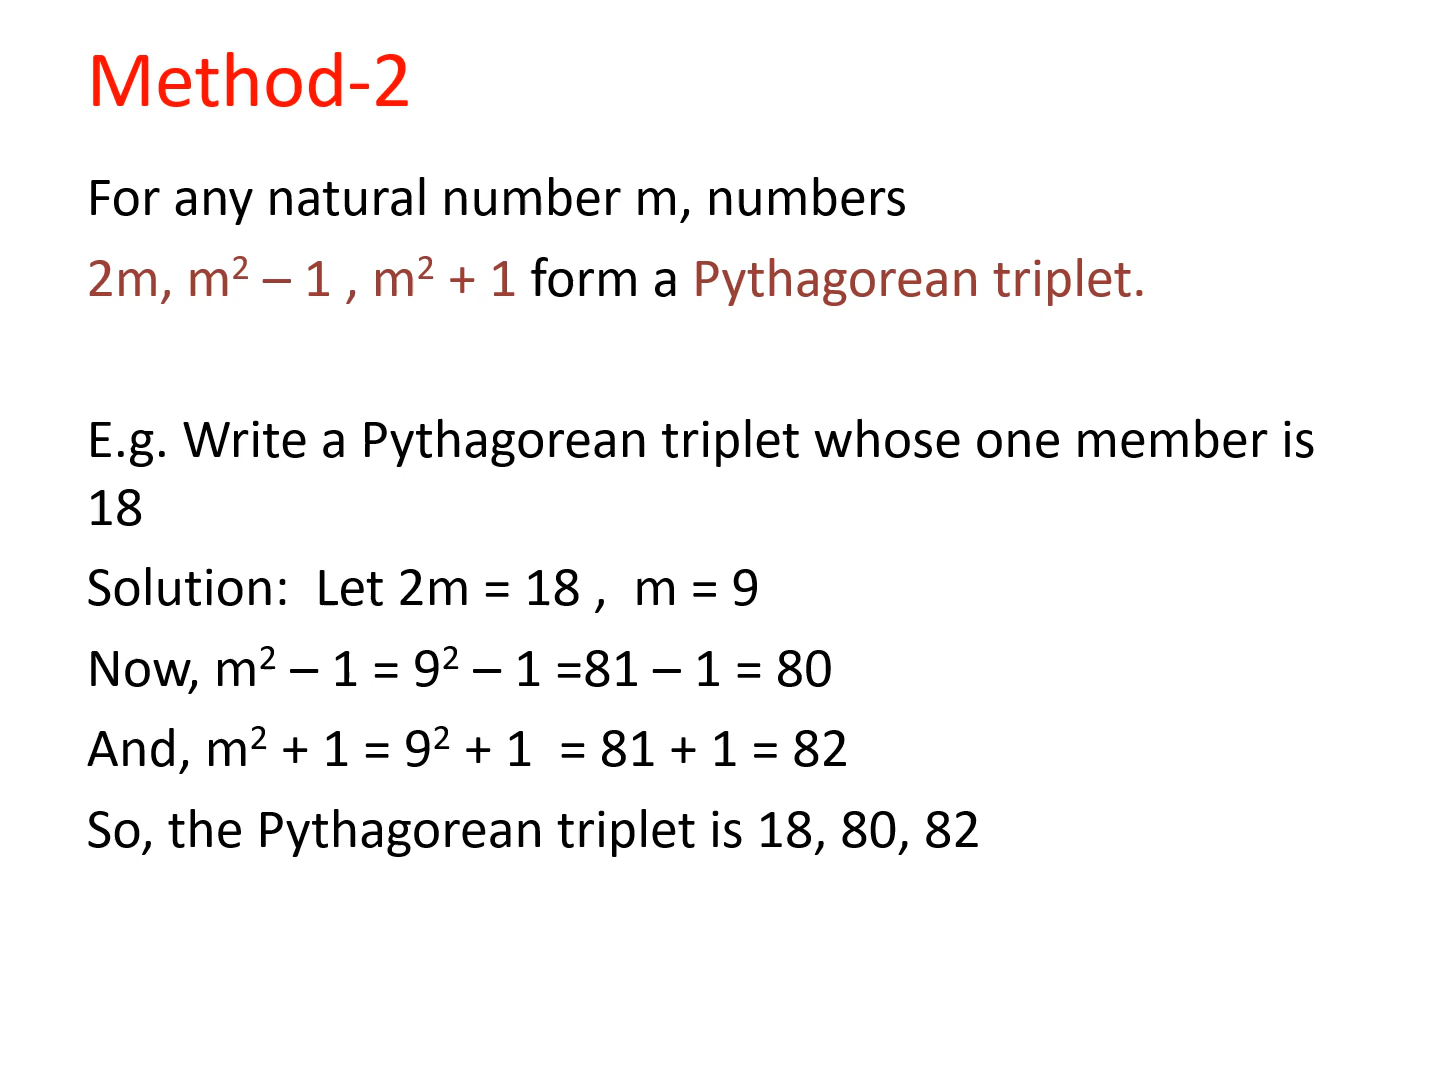 Method-2
For any natural number m, numbers
2m, m² – 1 , m² + 1 form a Pythagorean triplet.
E.g. Write a Pythagorean triplet whose one member is
18
Solution:  Let 2m = 18 ,  m = 9
Now, m² – 1 = 9² – 1 =81 – 1 = 80
And, m² + 1 = 9² + 1  = 81 + 1 = 82
So, the Pythagorean triplet is 18, 80, 82